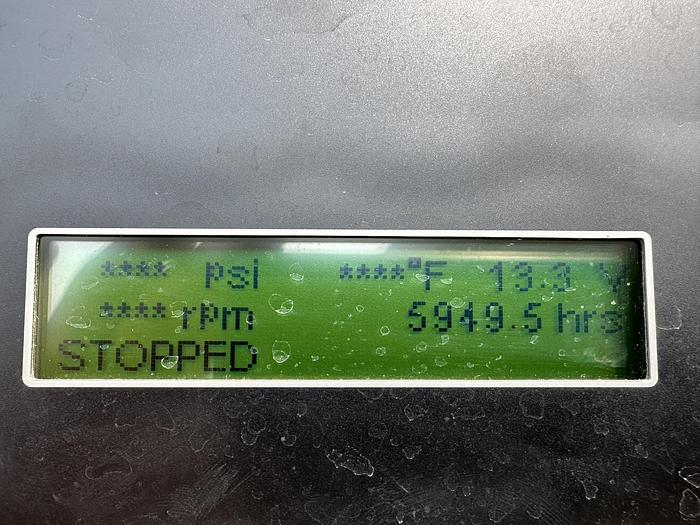 **** psi ****°F 13.3 V
**** rpm 5949.5 hrs
STOPPED